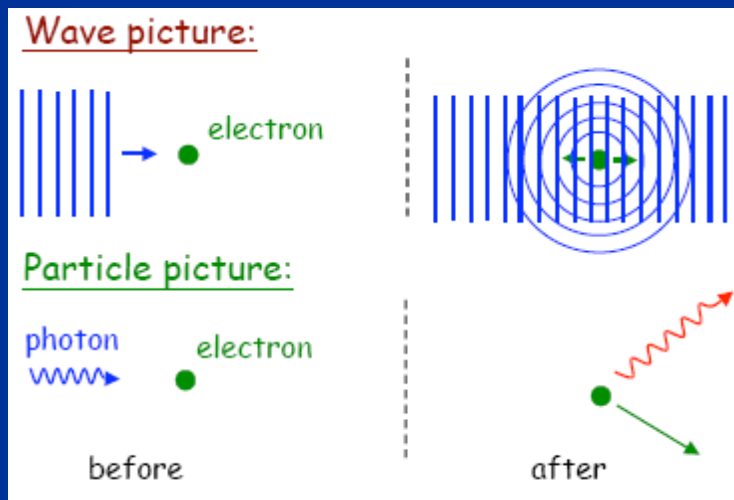 Wave picture:
electron
Particle picture:
photon
electron
before
after